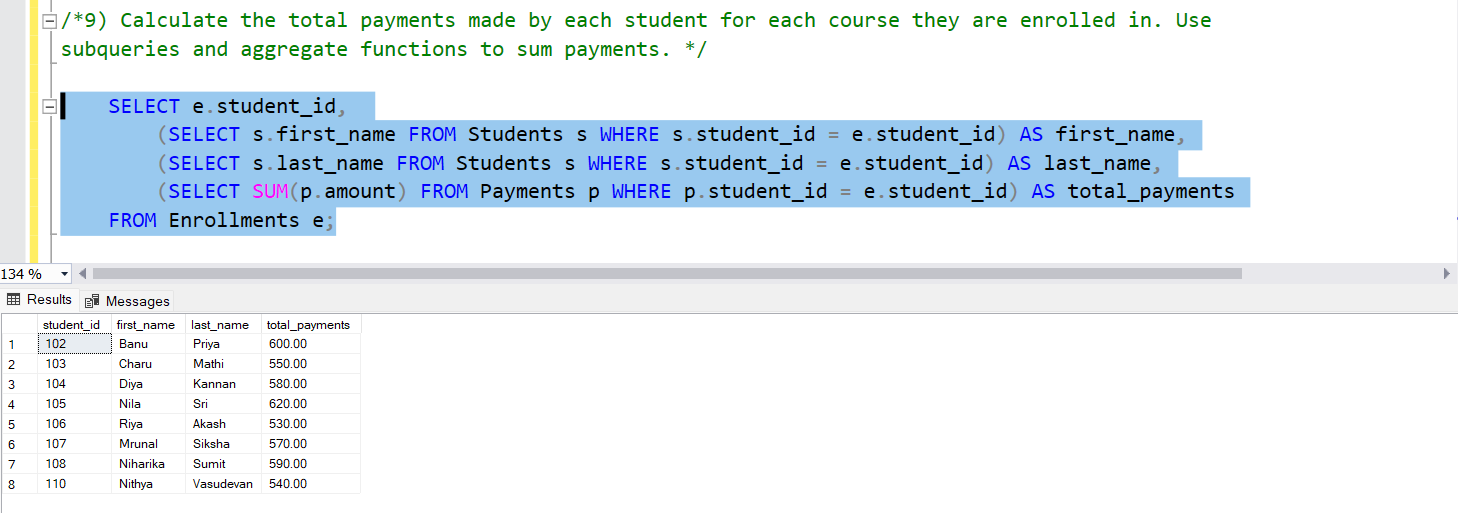 /*9) Calculate the total payments made by each student for each course they are enrolled in. Use
subqueries and aggregate functions to sum payments. */
SELECT e.student_id,
(SELECT s.first_name FROM Students s WHERE s.student_id = e.student_id) AS first_name,
(SELECT s.last_name FROM Students s WHERE s.student_id = e.student_id) AS last_name,
(SELECT SUM(p.amount) FROM Payments p WHERE p.student_id = e.student_id) AS total_payments
FROM Enrollments e;
134 %
Results Messages
student_id first_name last_name total_payments
1 102 Banu Priya 600.00
2 103 Charu Mathi 550.00
3 104 Diya Kannan 580.00
4 105 Nila Sri 620.00
5 106 Riya Akash 530.00
6 107 Mrunal Siksha 570.00
7 108 Niharika Sumit 590.00
8 110 Nithya Vasudevan 540.00